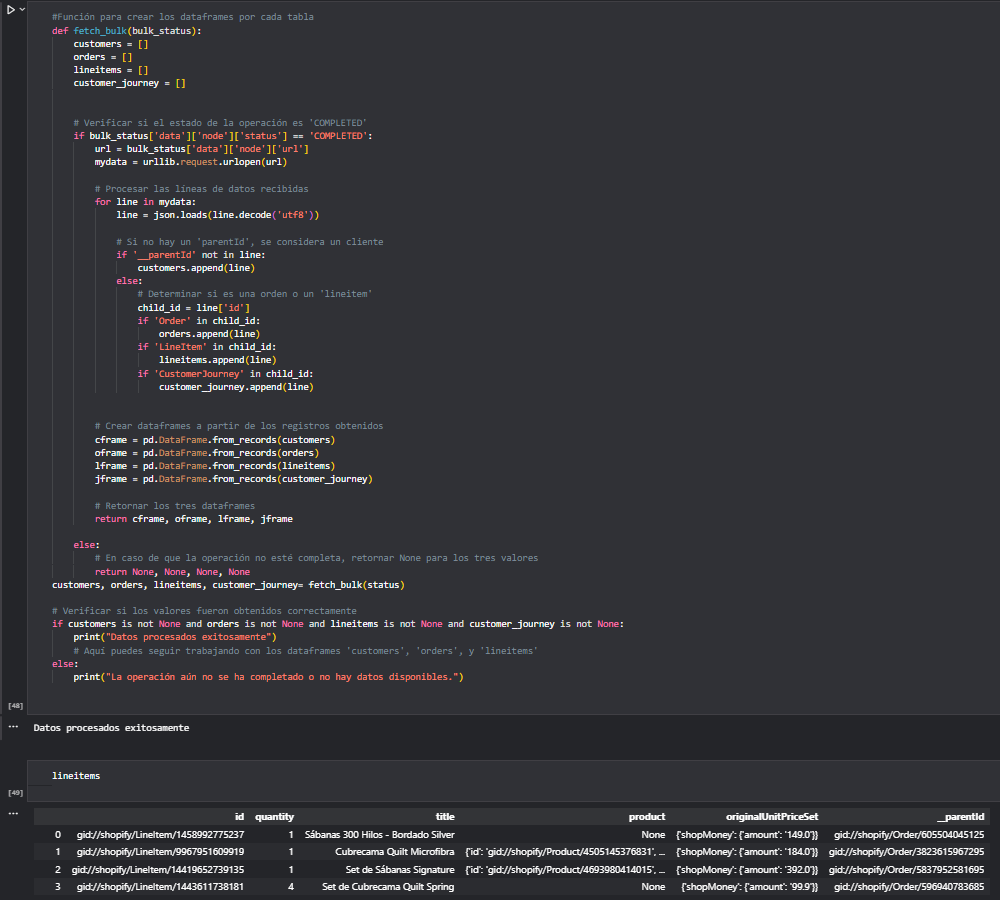 #Función para crear los dataframes por cada tabla
def fetch_bulk(bulk_status):
    customers = []
    orders = []
    lineitems = []
    customer_journey = []
    # Verificar si el estado de la operación es 'COMPLETED'
    if bulk_status['data']['node']['status'] == 'COMPLETED':
        url = bulk_status['data']['node']['url']
        mydata = urllib.request.urlopen(url)
        # Procesar las líneas de datos recibidas
        for line in mydata:
            line = json.loads(line.decode('utf8'))
            # Si no hay un 'parentId', se considera un cliente
            if '__parentId' not in line:
                customers.append(line)
            else:
                # Determinar si es una orden o un 'lineitem'
                child_id = line['id']
                if 'Order' in child_id:
                    orders.append(line)
                if 'LineItem' in child_id:
                    lineitems.append(line)
                if 'CustomerJourney' in child_id:
                    customer_journey.append(line)
        # Crear dataframes a partir de los registros obtenidos
        cframe = pd.DataFrame.from_records(customers)
        oframe = pd.DataFrame.from_records(orders)
        lframe = pd.DataFrame.from_records(lineitems)
        jframe = pd.DataFrame.from_records(customer_journey)
        # Retornar los tres dataframes
        return cframe, oframe, lframe, jframe
    else:
        # En caso de que la operación no esté completa, retornar None para los tres valores
        return None, None, None, None
customers, orders, lineitems, customer_journey= fetch_bulk(status)
# Verificar si los valores fueron obtenidos correctamente
if customers is not None and orders is not None and lineitems is not None and customer_journey is not None:
    print("Datos procesados exitosamente")
    # Aquí puedes seguir trabajando con los dataframes 'customers', 'orders', y 'lineitems'
else:
    print("La operación aún no se ha completado o no hay datos disponibles.")
[48]
... Datos procesados exitosamente
lineitems
[49]
... id quantity title product originalUnitPriceSet __parentId
0 gid://shopify/LineItem/1458992775237 1 Sábanas 300 Hilos - Bordado Silver None {'shopMoney': {'amount': '149.0'}} gid://shopify/Order/605504045125
1 gid://shopify/LineItem/9967951609919 1 Cubrecama Quilt Microfibra {'id': 'gid://shopify/Product/4505145376831', ... {'shopMoney': {'amount': '184.0'}} gid://shopify/Order/3823615967295
2 gid://shopify/LineItem/14419652739135 1 Set de Sábanas Signature {'id': 'gid://shopify/Product/4693980414015', ... {'shopMoney': {'amount': '392.0'}} gid://shopify/Order/5837952581695
3 gid://shopify/LineItem/1443611738181 4 Set de Cubrecama Quilt Spring None {'shopMoney': {'amount': '99.9'}} gid://shopify/Order/596940783685